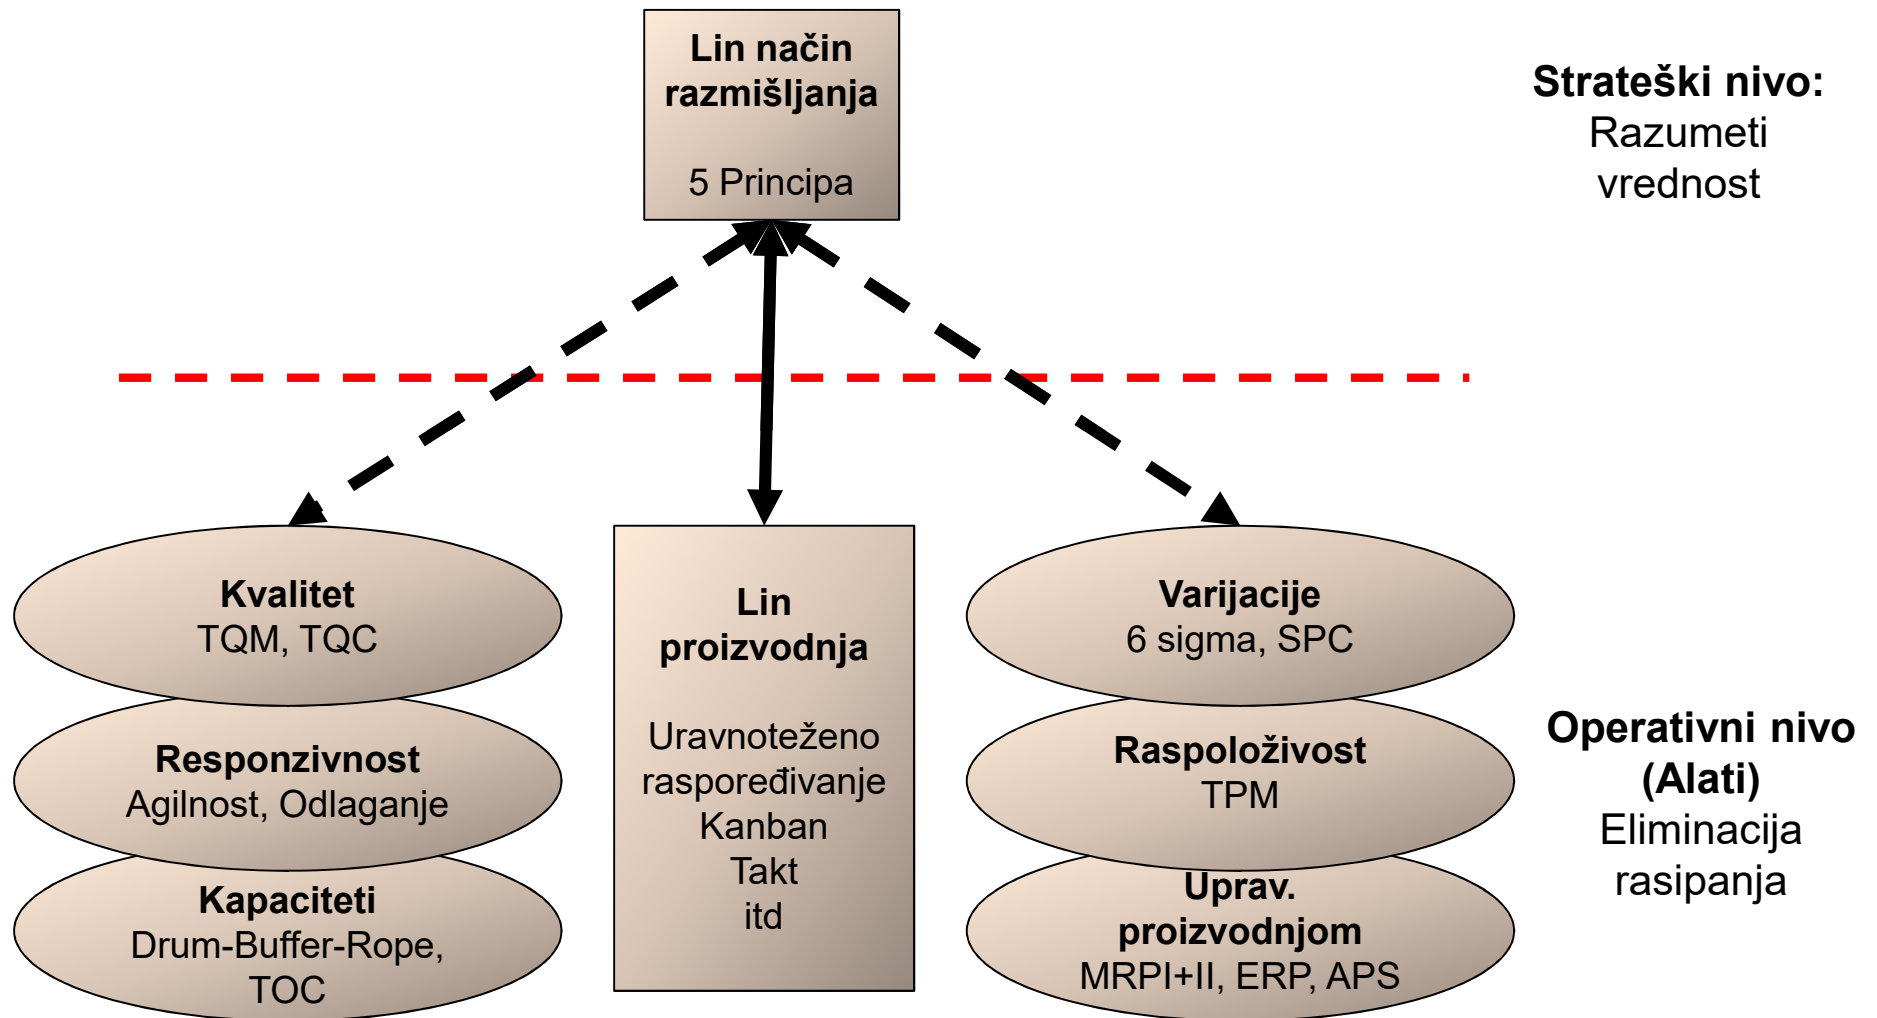 Lin način
razmišljanja
5 Principa
Strateški nivo:
Razumeti
vrednost
Kvalitet
TQM, TQC
Responzivnost
Agilnost, Odlaganje
Kapaciteti
Drum-Buffer-Rope,
TOC
Lin
proizvodnja
Uravnoteženo
raspoređivanje
Kanban
Takt
itd
Varijacije
6 sigma, SPC
Raspoloživost
TPM
Uprav.
proizvodnjom
MRPI+II, ERP, APS
Operativni nivo
(Alati)
Eliminacija
rasipanja